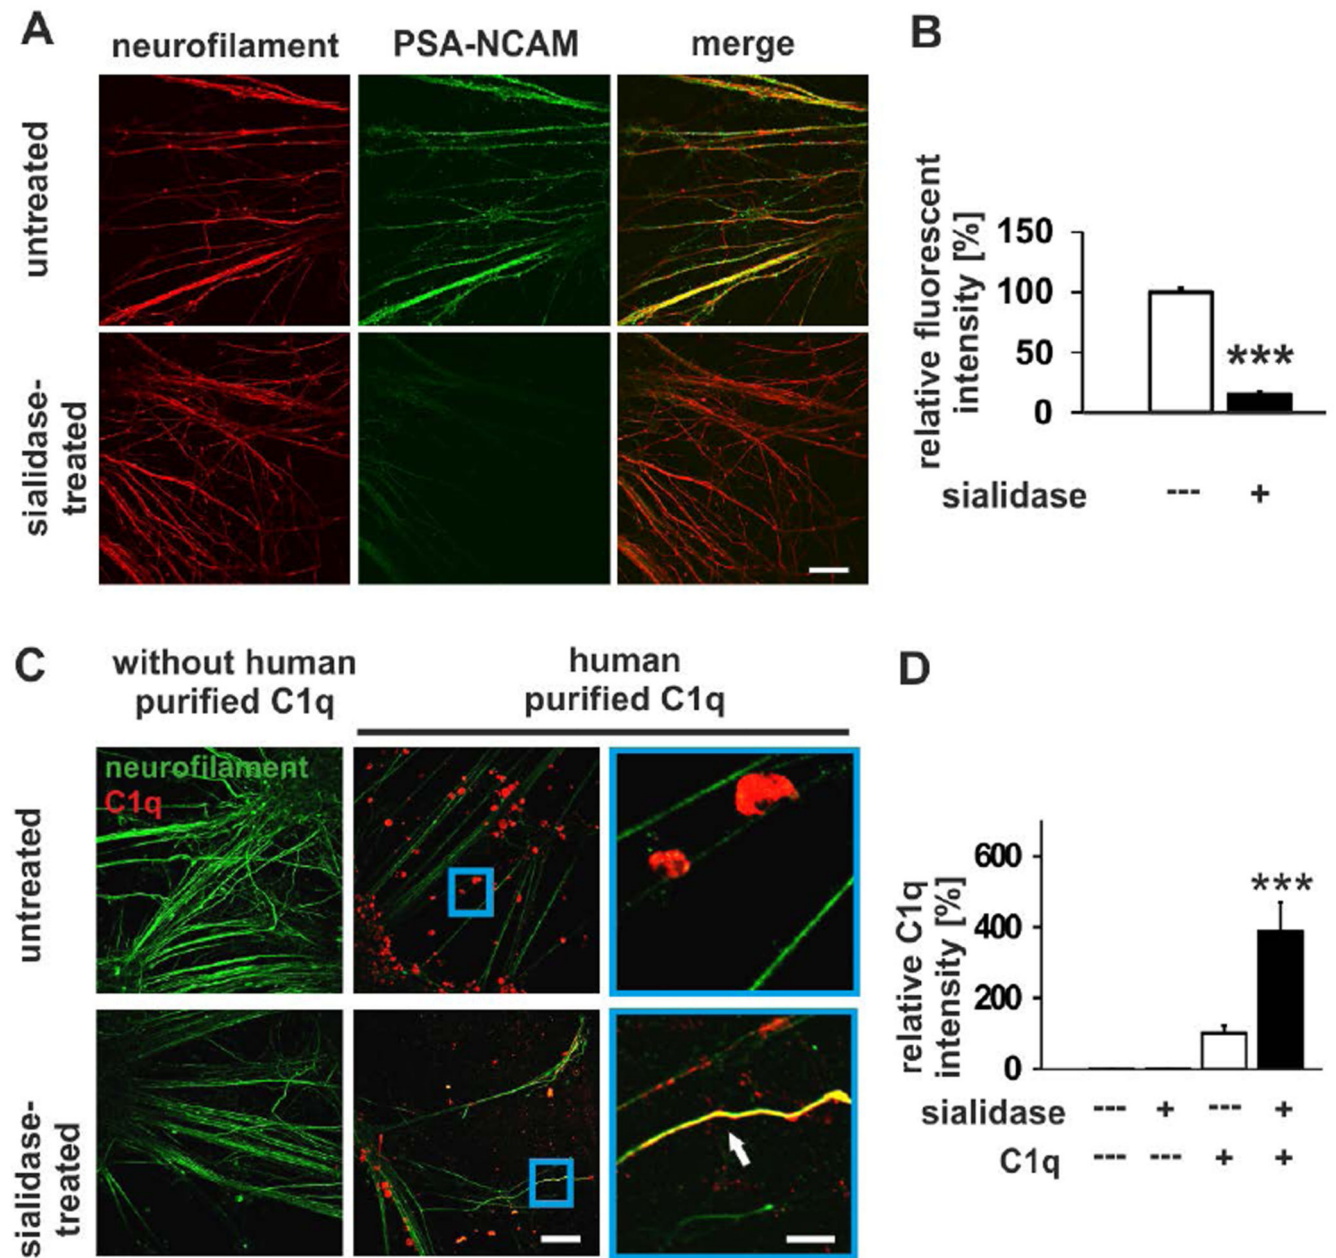 A
neurofilament
PSA-NCAM
merge
untreated
sialidase-
treated
B
relative fluorescent
intensity [%]
150
100
50
0
***
sialidase --- +
C
without human
purified C1q
human
purified C1q
neurofilament
C1q
untreated
sialidase-
treated
D
relative C1q
intensity [%]
600
400
200
0
***
sialidase --- + --- +
C1q --- --- + +